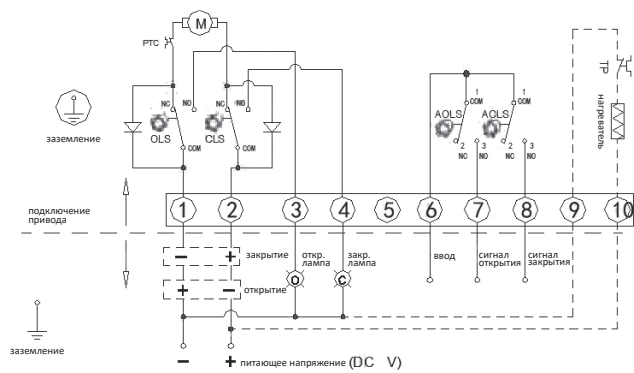 M
PTC
NC
NO
NC
NO
OLS
CLS
COM
COM
заземление
1
COM
1
COM
AOLS
AOLS
2
NC
3
NO
2
NC
3
NO
TP
нагреватель
1
2
3
4
5
6
7
8
9
10
подключение
привода
− + закрытие
+ − открытие
откр.
лампа
O
закр.
лампа
C
ввод
сигнал
открытия
сигнал
закрытия
заземление
− + питающее напряжение (DC V)